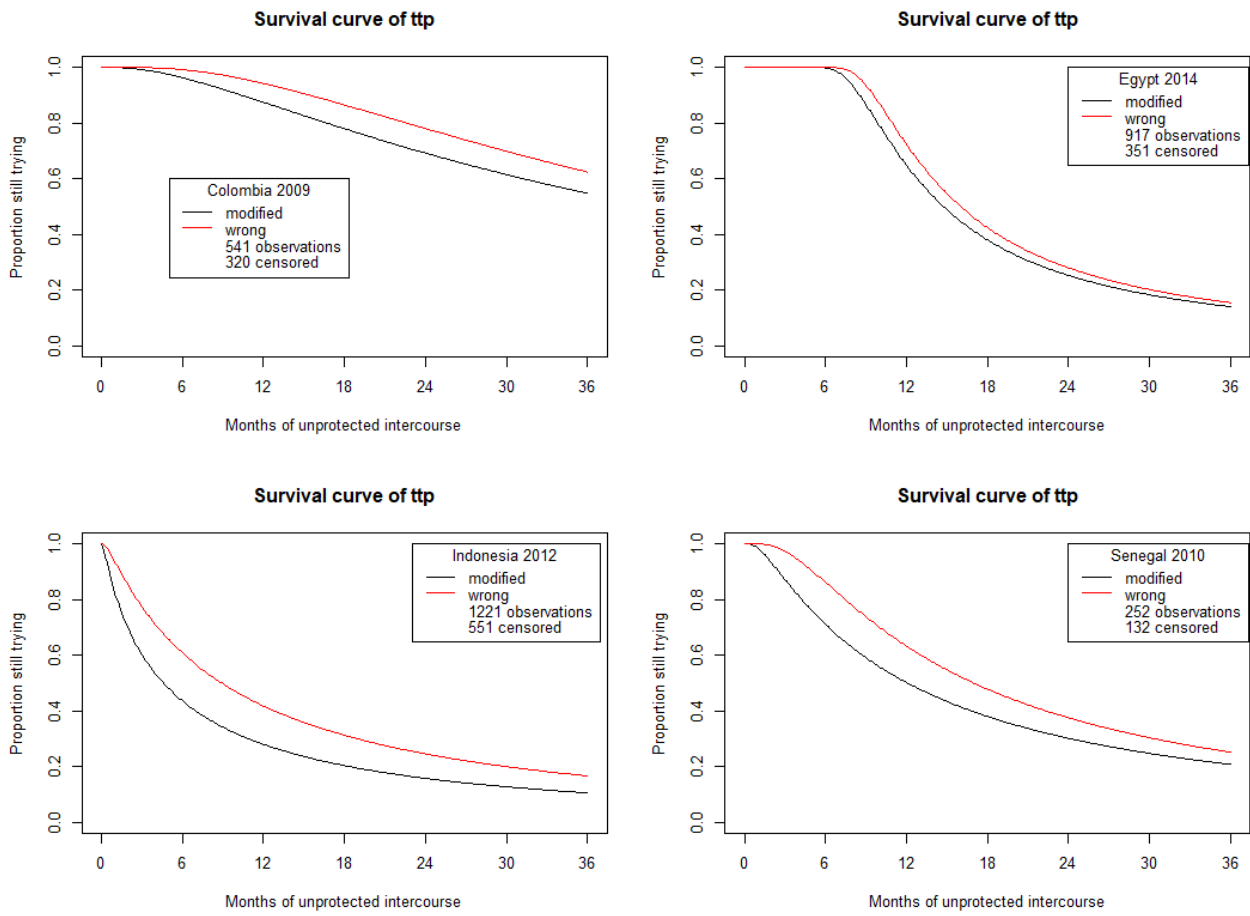 Survival curve of ttp
Proportion still trying
0.0 0.2 0.4 0.6 0.8 1.0
Colombia 2009
modified
wrong
541 observations
320 censored
0 6 12 18 24 30 36
Months of unprotected intercourse
Survival curve of ttp
Proportion still trying
0.0 0.2 0.4 0.6 0.8 1.0
Egypt 2014
modified
wrong
917 observations
351 censored
0 6 12 18 24 30 36
Months of unprotected intercourse
Survival curve of ttp
Proportion still trying
0.0 0.2 0.4 0.6 0.8 1.0
Indonesia 2012
modified
wrong
1221 observations
551 censored
0 6 12 18 24 30 36
Months of unprotected intercourse
Survival curve of ttp
Proportion still trying
0.0 0.2 0.4 0.6 0.8 1.0
Senegal 2010
modified
wrong
252 observations
132 censored
0 6 12 18 24 30 36
Months of unprotected intercourse